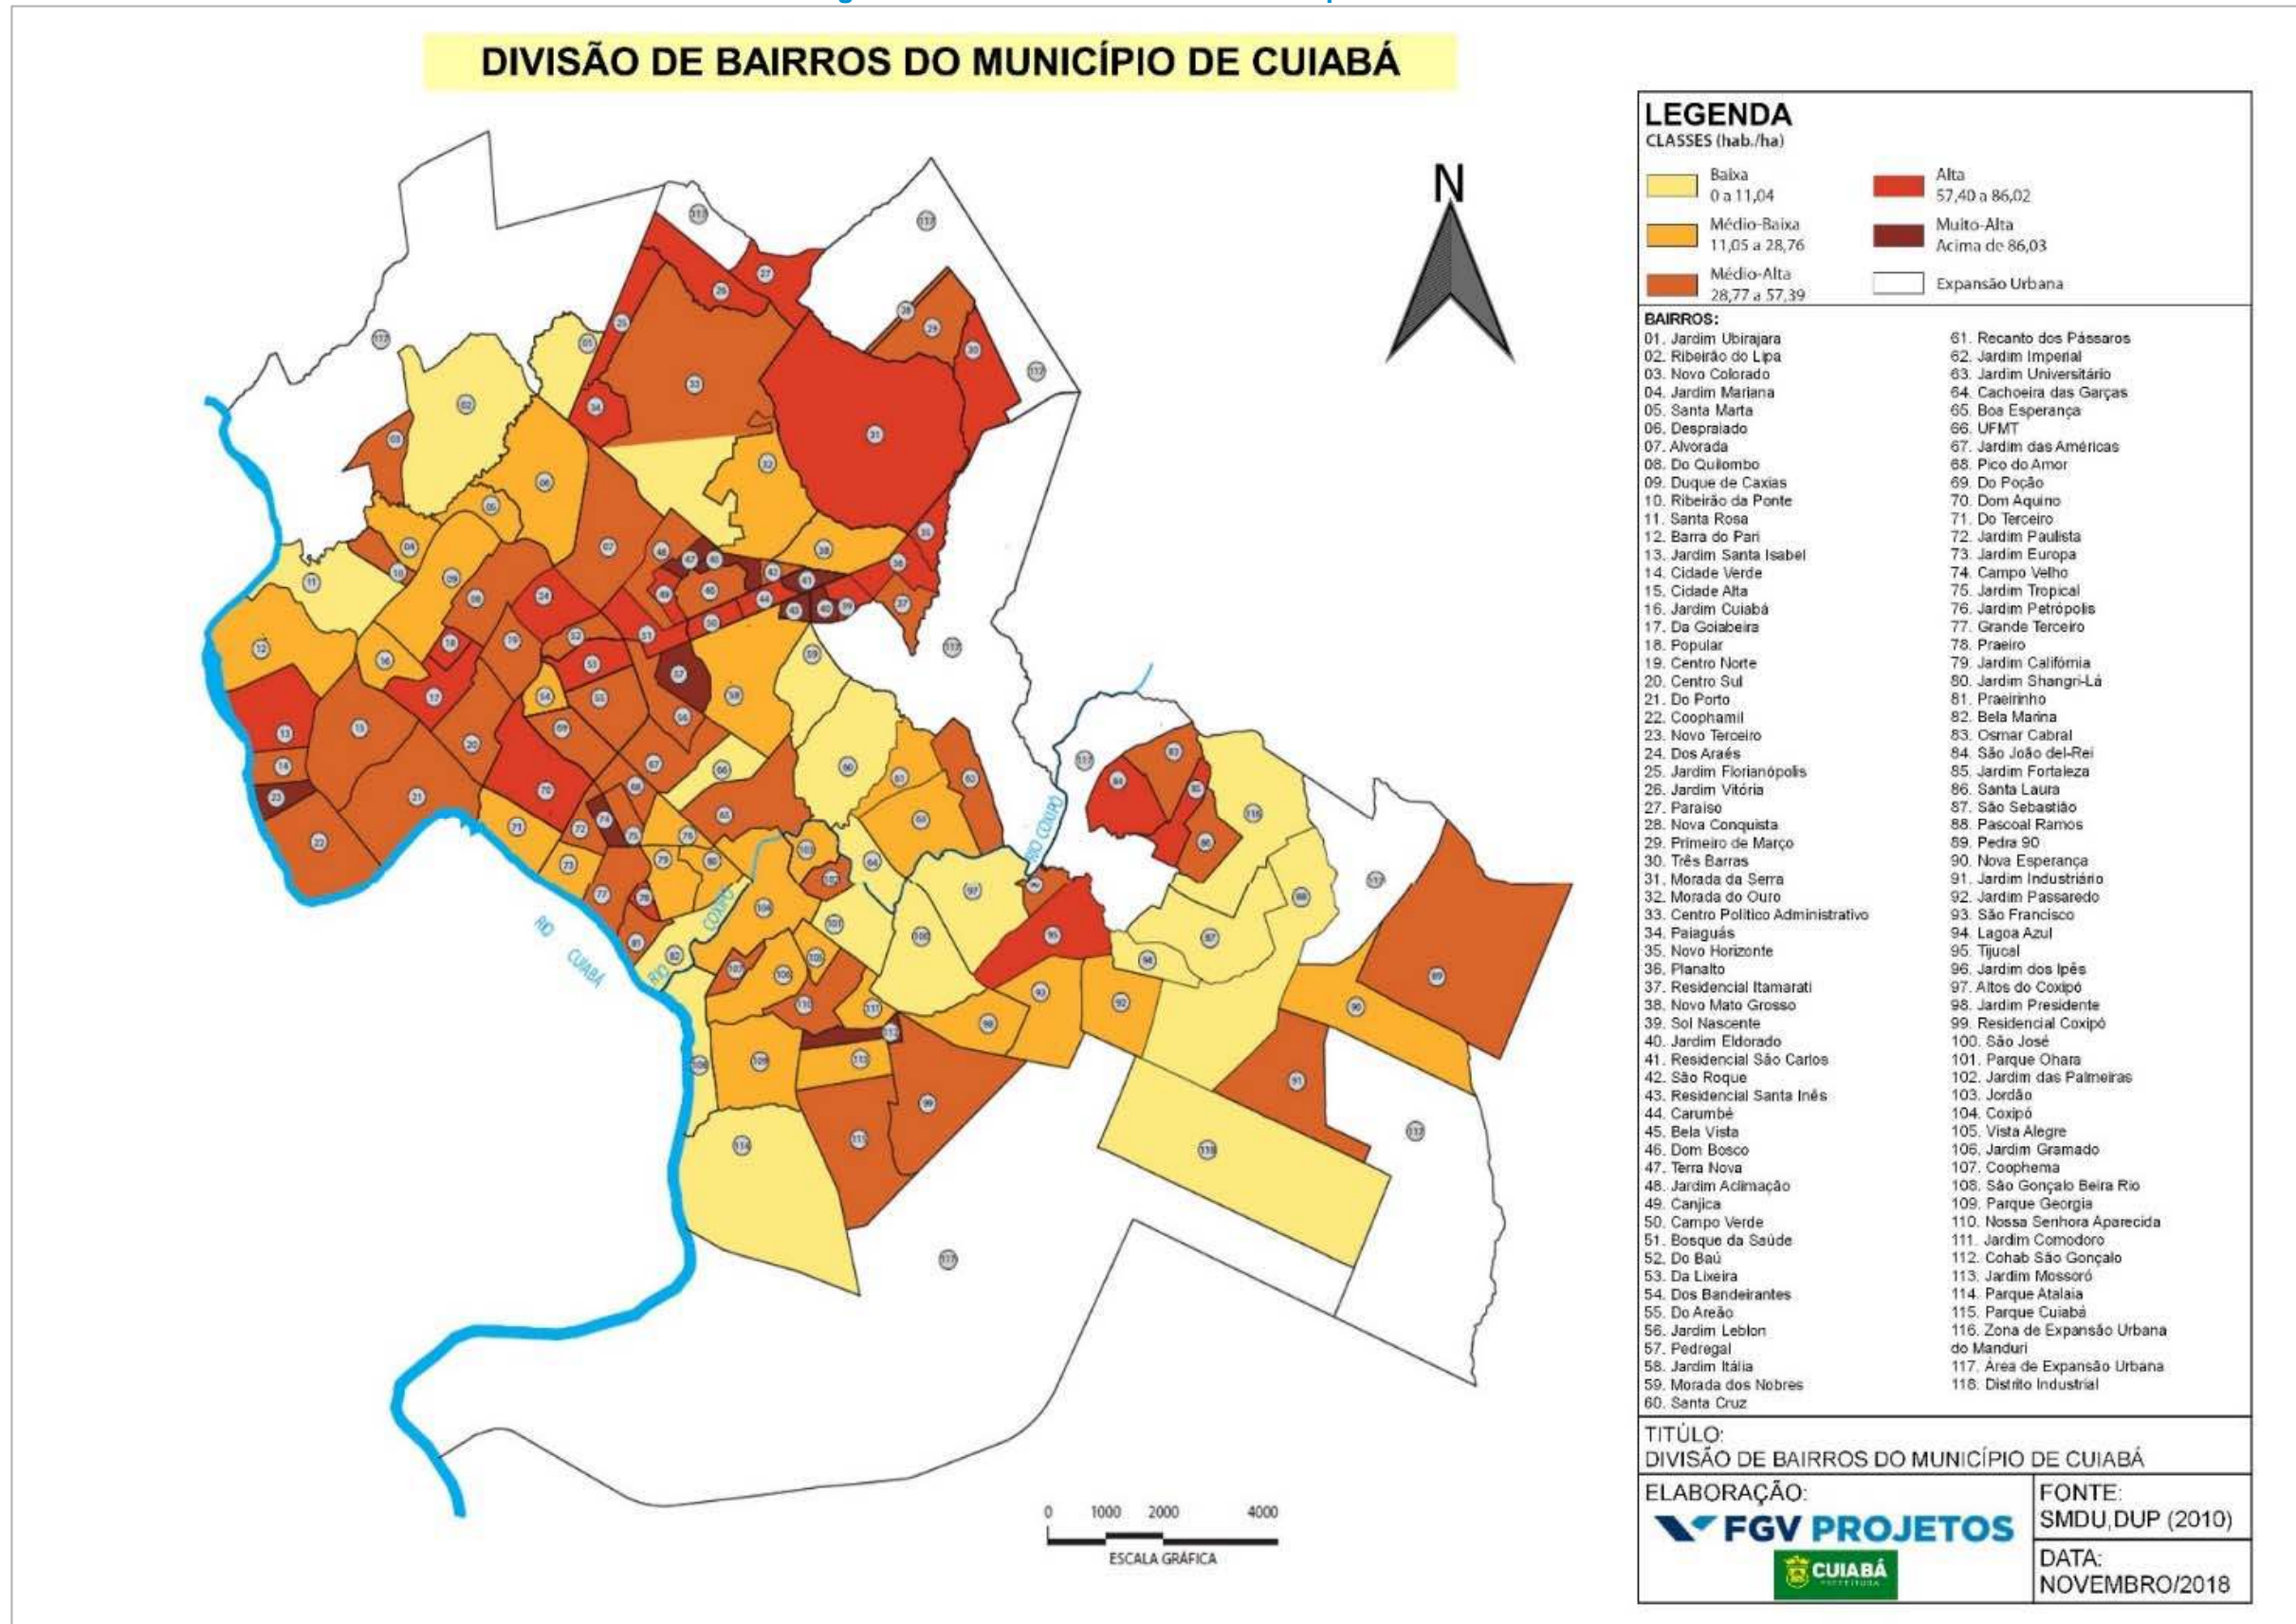 DIVISÃO DE BAIRROS DO MUNICÍPIO DE CUIABÁ
N
LEGENDA
CLASSES (hab./ha)
Baixa
0 a 11,04
Médio-Baixa
11,05 a 28,76
Médio-Alta
28,77 a 57,39
Alta
57,40 a 86,02
Muito-Alta
Acima de 86,03
Expansão Urbana
BAIRROS:
01. Jardim Ubirajara
02. Ribeirão do Lipa
03. Novo Colorado
04. Jardim Mariana
05. Santa Marta
06. Despraiado
07. Alvorada
08. Do Quilombo
09. Duque de Caxias
10. Ribeirão da Ponte
11. Santa Rosa
12. Barra do Pari
13. Jardim Santa Isabel
14. Cidade Verde
15. Cidade Alta
16. Jardim Cuiabá
17. Da Goiabeira
18. Popular
19. Centro Norte
20. Centro Sul
21. Do Porto
22. Coophamil
23. Novo Terceiro
24. Dos Araés
25. Jardim Florianópolis
26. Jardim Vitória
27. Paraíso
28. Nova Conquista
29. Primeiro de Março
30. Três Barras
31. Morada da Serra
32. Morada do Ouro
33. Centro Político Administrativo
34. Paiaguás
35. Novo Horizonte
36. Planalto
37. Residencial Itamarati
38. Novo Mato Grosso
39. Sol Nascente
40. Jardim Eldorado
41. Residencial São Carlos
42. São Roque
43. Residencial Santa Inês
44. Carumbé
45. Bela Vista
46. Dom Bosco
47. Terra Nova
48. Jardim Aclimação
49. Canjica
50. Campo Verde
51. Bosque da Saúde
52. Do Baú
53. Da Lixeira
54. Dos Bandeirantes
55. Do Areão
56. Jardim Leblon
57. Pedregal
58. Jardim Itália
59. Morada dos Nobres
60. Santa Cruz
61. Recanto dos Pássaros
62. Jardim Imperial
63. Jardim Universitário
64. Cachoeira das Garças
65. Boa Esperança
66. UFMT
67. Jardim das Américas
68. Pico do Amor
69. Do Poção
70. Dom Aquino
71. Do Terceiro
72. Jardim Paulista
73. Jardim Europa
74. Campo Velho
75. Jardim Tropical
76. Jardim Petrópolis
77. Grande Terceiro
78. Praeiro
79. Jardim Califórnia
80. Jardim Shangri-Lá
81. Praeirinho
82. Bela Marina
83. Osmar Cabral
84. São João del-Rei
85. Jardim Fortaleza
86. Santa Laura
87. São Sebastião
88. Pascoal Ramos
89. Pedra 90
90. Nova Esperança
91. Jardim Industriário
92. Jardim Passaredo
93. São Francisco
94. Lagoa Azul
95. Tijucal
96. Jardim dos Ipês
97. Altos do Coxipó
98. Jardim Presidente
99. Residencial Coxipó
100. São José
101. Parque Ohara
102. Jardim das Palmeiras
103. Jordão
104. Coxipó
105. Vista Alegre
106. Jardim Gramado
107. Coophema
108. São Gonçalo Beira Rio
109. Parque Georgia
110. Nossa Senhora Aparecida
111. Jardim Comodoro
112. Cohab São Gonçalo
113. Jardim Mossoró
114. Parque Atalaia
115. Parque Cuiabá
116. Zona de Expansão Urbana
do Manduri
117. Área de Expansão Urbana
118. Distrito Industrial
RIO CUIABÁ
RIO COXIPÓ
RIO COXIPÓ
0 1000 2000 4000
ESCALA GRÁFICA
TITÚLO:
DIVISÃO DE BAIRROS DO MUNICÍPIO DE CUIABÁ
ELABORAÇÃO:
FGV PROJETOS
CUIABÁ
PREFEITURA
FONTE:
SMDU,DUP (2010)
DATA:
NOVEMBRO/2018